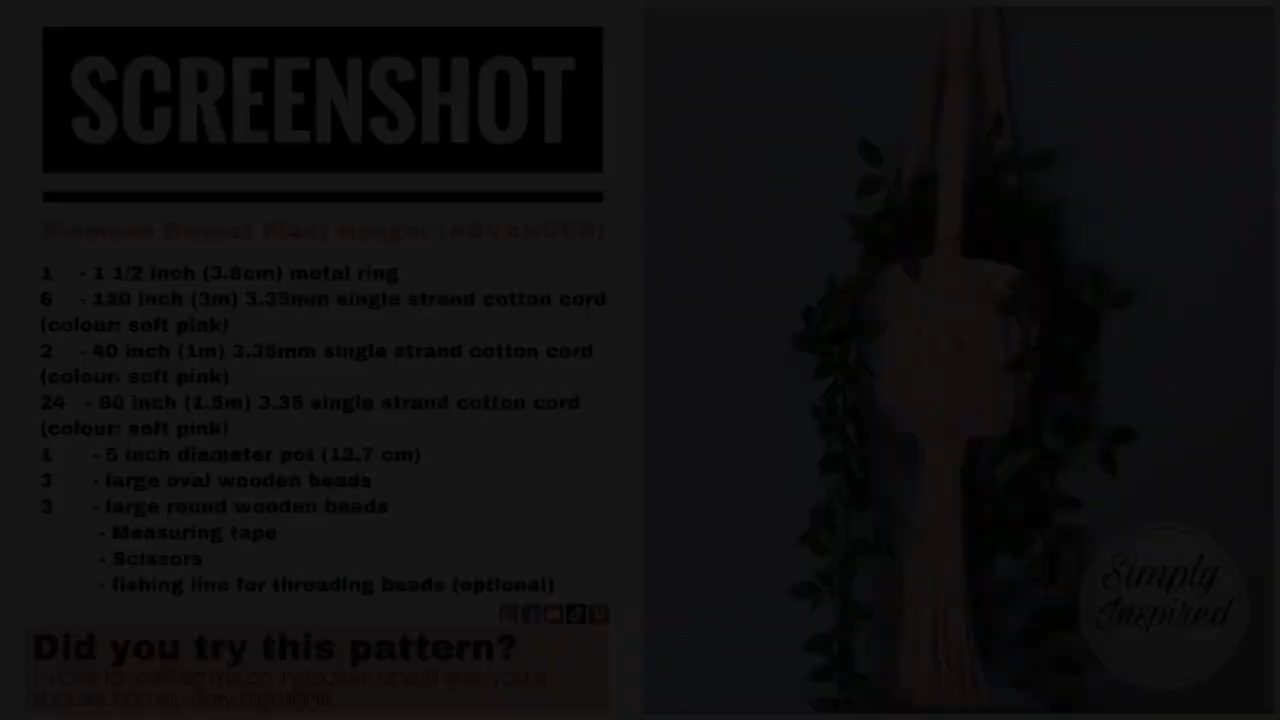 SCREENSHOT
Plant Hanger (ADVANCED)
1 - 1 1/2 inch (3.8cm) metal ring
6 - 120 inch (3m) 3.35mm single strand cotton cord
(colour: soft pink)
2 - 40 inch (1m) 3.35mm single strand cotton cord
(colour: soft pink)
24 - 60 inch (1.5m) 3.35 single strand cotton cord
(colour: soft pink)
1 - 5 inch diameter pot (12.7 cm)
3 - large oval wooden beads
3 - large round wooden beads
- Measuring tape
- Scissors
- fishing line for threading beads (optional)
Did you try this pattern?
Simply
Inspired